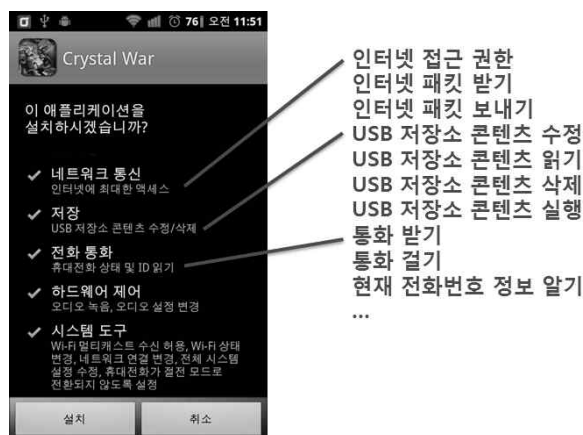 76 오전 11:51
Crystal War
이 애플리케이션을
설치하시겠습니까?
네트워크 통신
인터넷에 최대한 액세스
저장
USB 저장소 콘텐츠 수정/삭제
전화 통화
휴대전화 상태 및 ID 읽기
하드웨어 제어
오디오 녹음, 오디오 설정 변경
시스템 도구
Wi-Fi 멀티캐스트 수신 허용, Wi-Fi 상태
변경, 네트워크 연결 변경, 전체 시스템
설정 수정, 휴대전화가 절전 모드로
전환되지 않도록 설정
설치
취소
인터넷 접근 권한
인터넷 패킷 받기
인터넷 패킷 보내기
USB 저장소 콘텐츠 수정
USB 저장소 콘텐츠 읽기
USB 저장소 콘텐츠 삭제
USB 저장소 콘텐츠 실행
통화 받기
통화 걸기
현재 전화번호 정보 알기
...